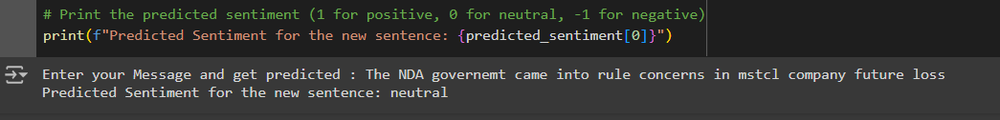 # Print the predicted sentiment (1 for positive, 0 for neutral, -1 for negative)
print(f"Predicted Sentiment for the new sentence: {predicted_sentiment[0]}")
Enter your Message and get predicted : The NDA governemt came into rule concerns in mstcl company future loss
Predicted Sentiment for the new sentence: neutral